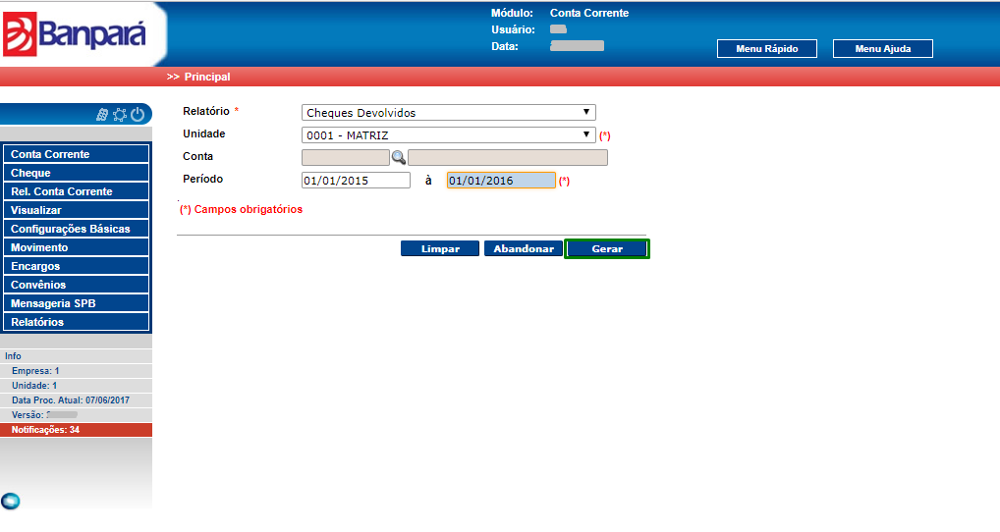 Banpará
Módulo: Conta Corrente
Usuário:
Data:
Menu Rápido
Menu Ajuda
>> Principal
Conta Corrente
Cheque
Rel. Conta Corrente
Visualizar
Configurações Básicas
Movimento
Encargos
Convênios
Mensageria SPB
Relatórios
Info
Empresa: 1
Unidade: 1
Data Proc. Atual: 07/06/2017
Versão:
Notificações: 34
Relatório * Cheques Devolvidos
Unidade 0001 - MATRIZ (*)
Conta
Período 01/01/2015 à 01/01/2016 (*)
(*) Campos obrigatórios
Limpar Abandonar Gerar